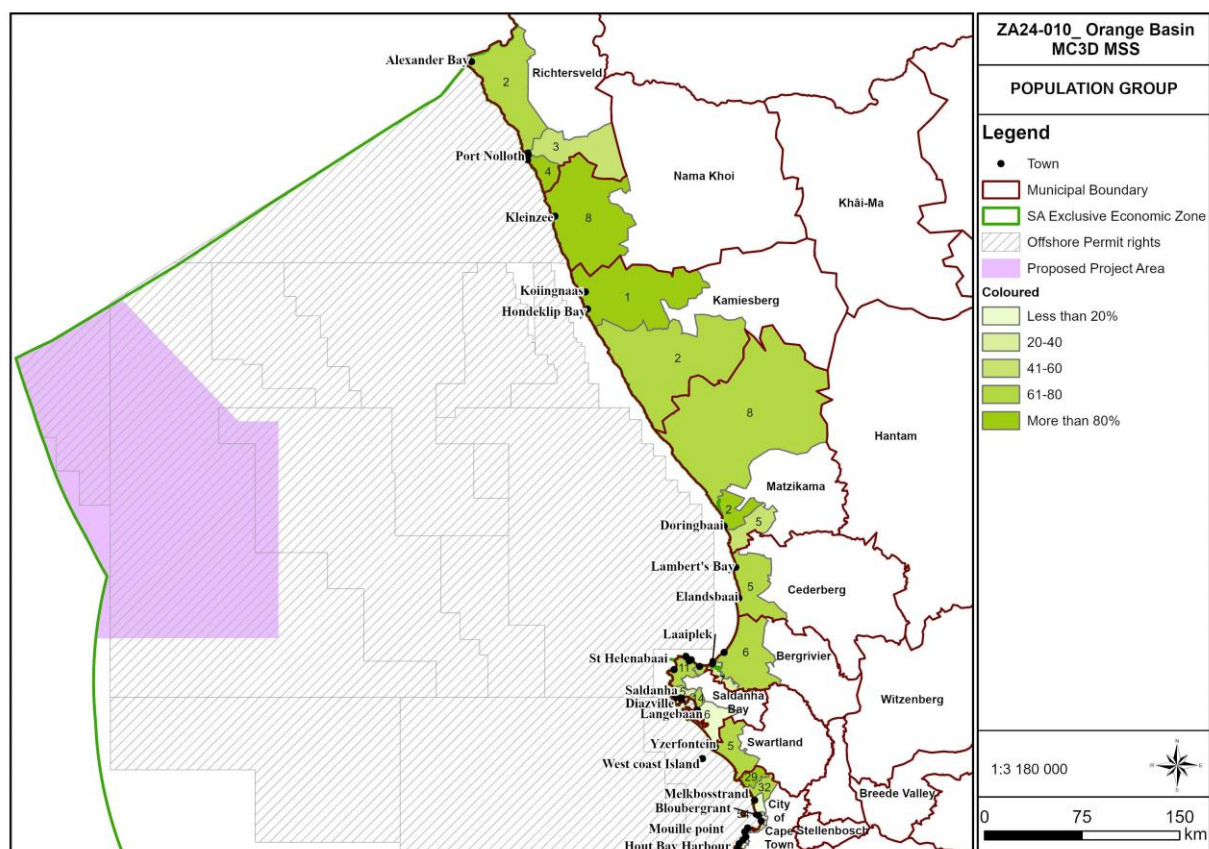 ZA24-010_ Orange Basin
MC3D MSS
POPULATION GROUP
Legend
Town
Municipal Boundary
SA Exclusive Economic Zone
Offshore Permit rights
Proposed Project Area
Coloured
Less than 20%
20-40
41-60
61-80
More than 80%
1:3 180 000
N
W
E
S
0 75 150
km
Alexander Bay
Richtersveld
2
3
Port Nolloth
4
Nama Khoi
Khâi-Ma
Kleinzee
8
Koiingnaas
1
Kamiesberg
Hondeklip Bay
2
8
Hantam
Matzikama
2
5
Doringbaai
Lambert's Bay
5
Cederberg
Elandsbaai
Laaiplek
6
Bergrivier
St Helenabaai
11
Witzenberg
Saldanha
5
Saldanha
Bay
Diazville
4
Langebaan
6
Yzerfontein
5
Swartland
West coast Island
29
32
Melkbosstrand
Breede Valley
Bloubergrant
City
of
Cape
Town
Stellenbosch
Mouille point
Hout Bay Harbour